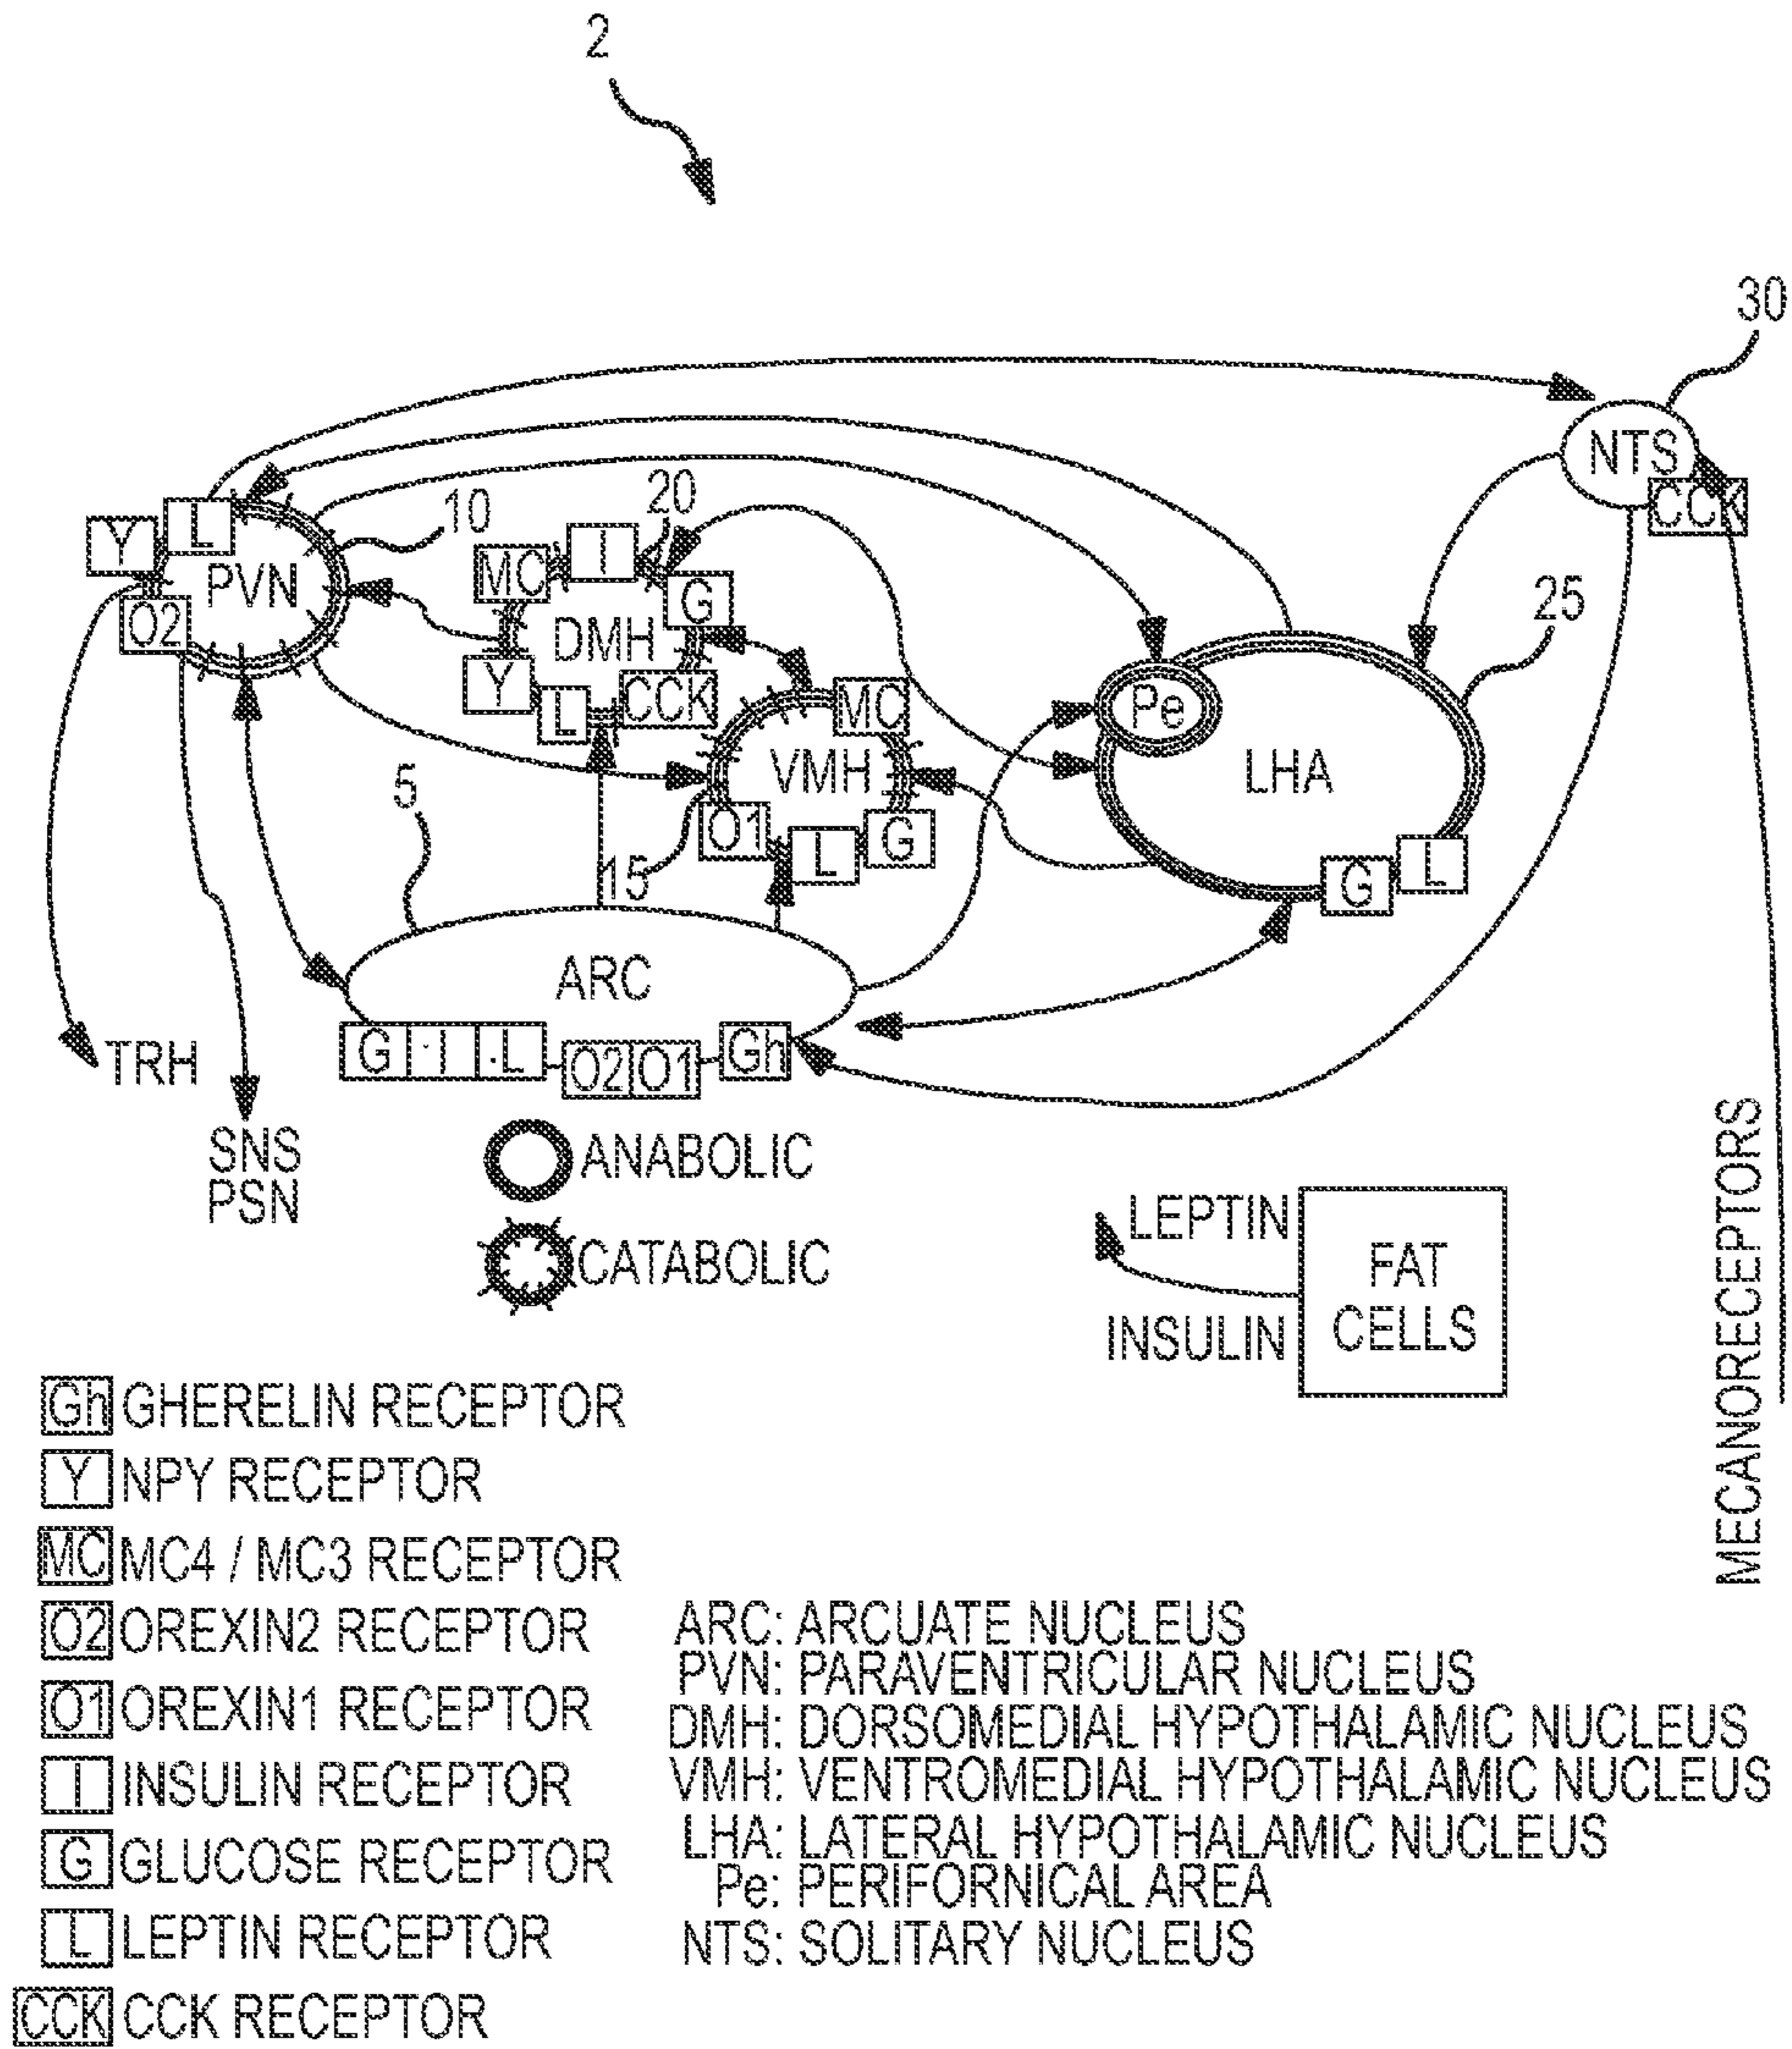 2
30
NTS
CCK
10
20
Y
L
PVN
O2
MC
I
G
DMH
Y
L
CCK
25
Pe
LHA
G
L
MC
VMH
O1
L
G
5
15
ARC
G I L O2 O1 Gh
TRH
SNS
PSN
ANABOLIC
CATABOLIC
LEPTIN
INSULIN
FAT
CELLS
MECANORECEPTORS
Gh GHERELIN RECEPTOR
Y NPY RECEPTOR
MC MC4 / MC3 RECEPTOR
O2 OREXIN2 RECEPTOR
O1 OREXIN1 RECEPTOR
I INSULIN RECEPTOR
G GLUCOSE RECEPTOR
L LEPTIN RECEPTOR
CCK CCK RECEPTOR
ARC: ARCUATE NUCLEUS
PVN: PARAVENTRICULAR NUCLEUS
DMH: DORSOMEDIAL HYPOTHALAMIC NUCLEUS
VMH: VENTROMEDIAL HYPOTHALAMIC NUCLEUS
LHA: LATERAL HYPOTHALAMIC NUCLEUS
Pe: PERIFORNICAL AREA
NTS: SOLITARY NUCLEUS